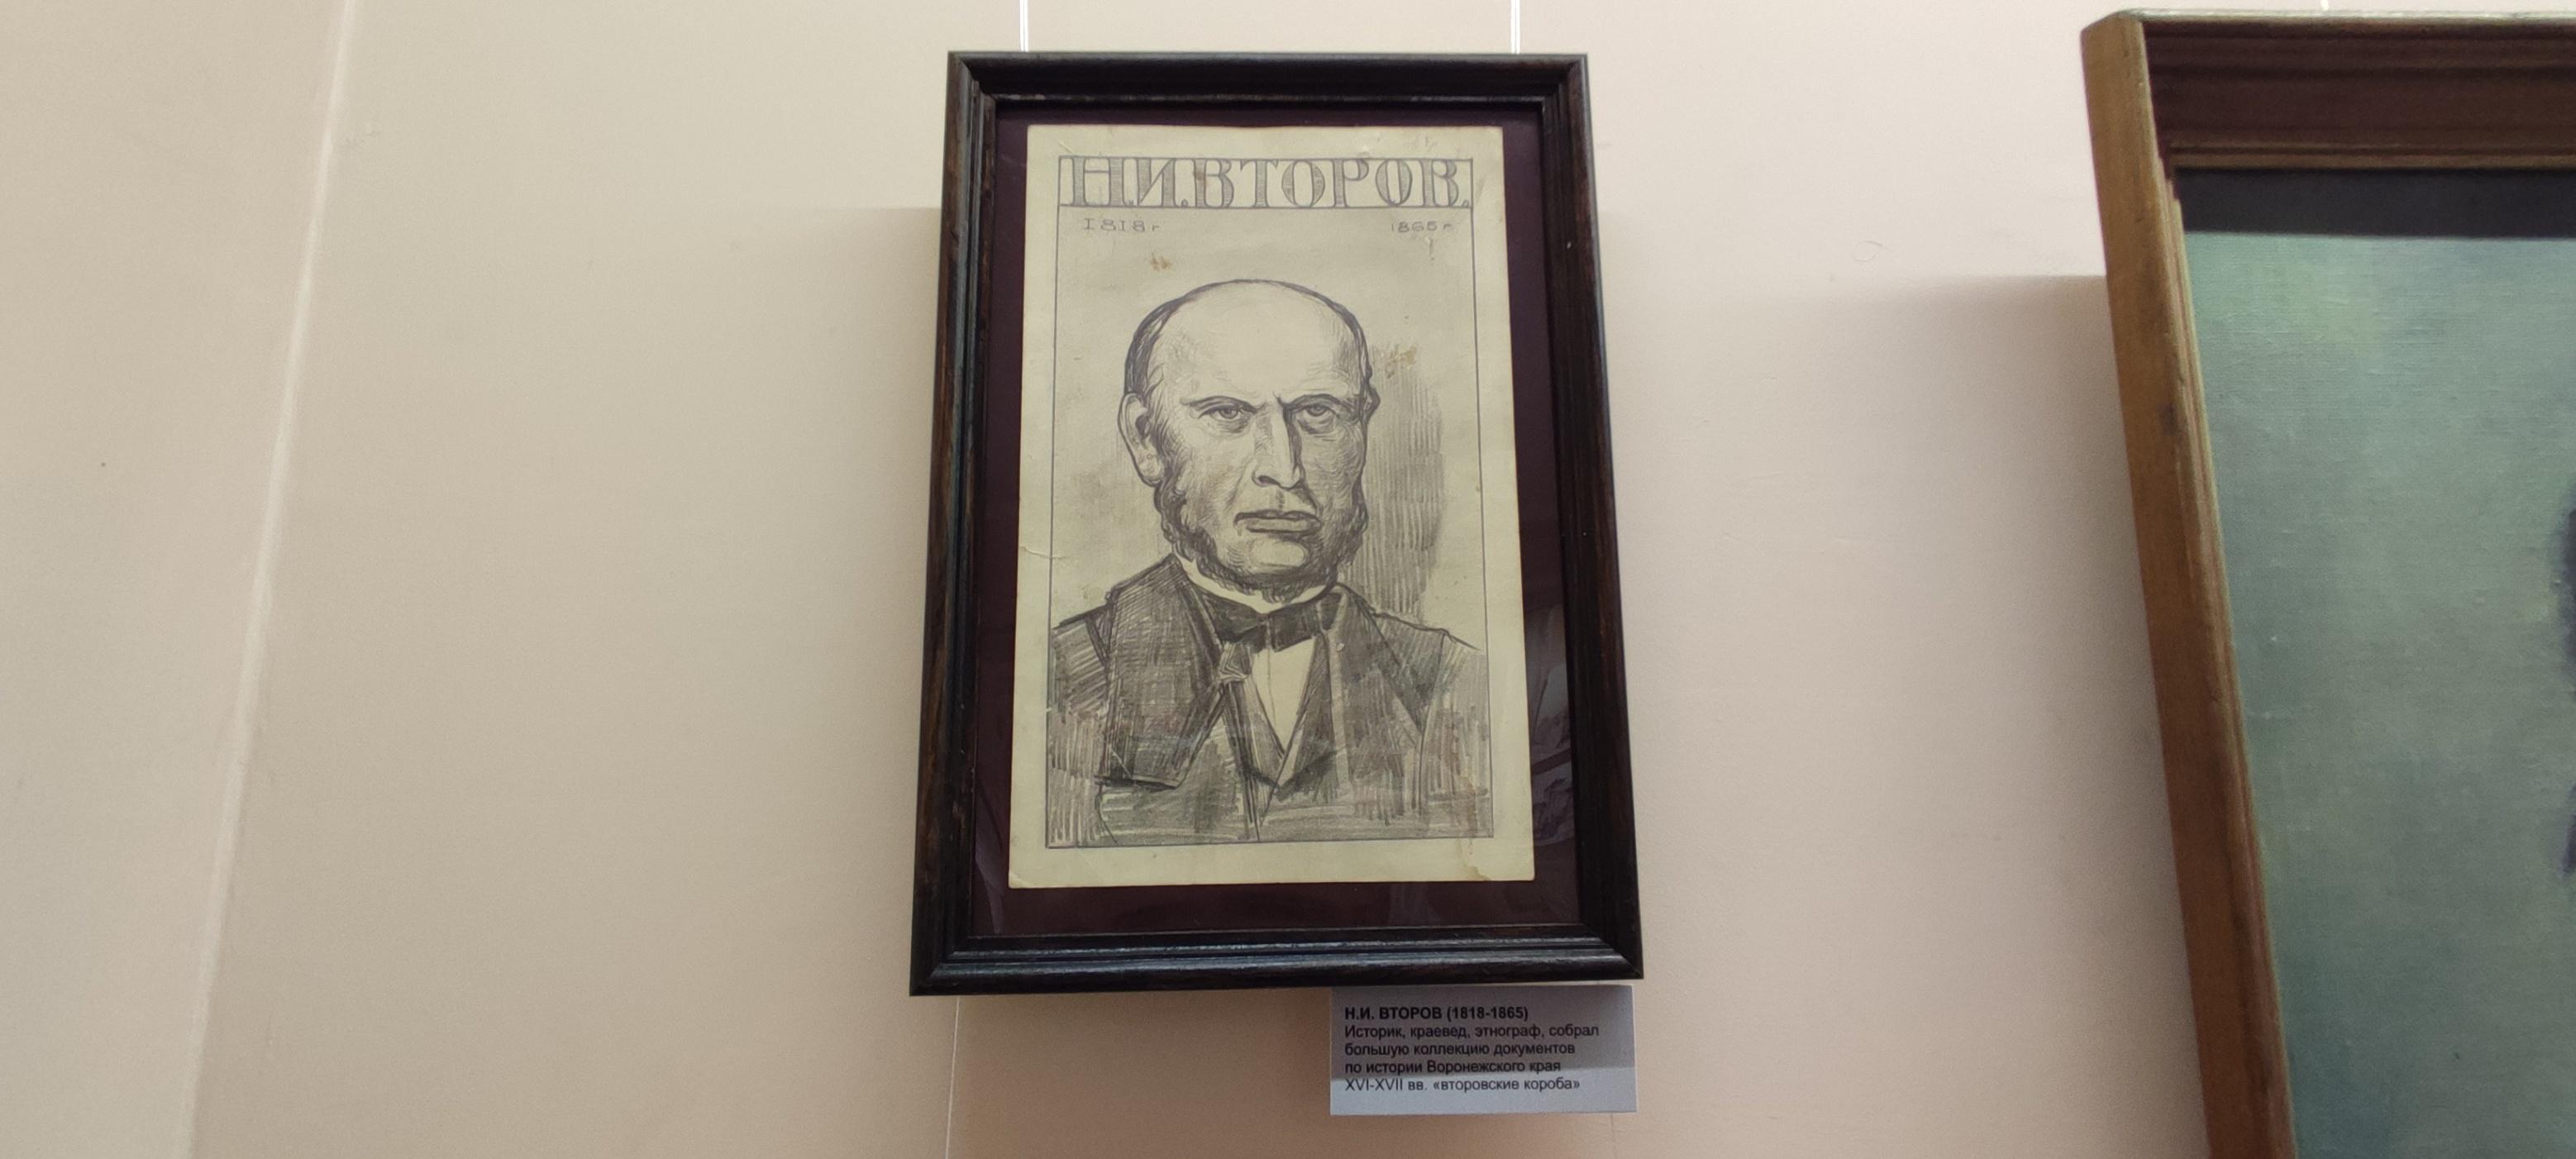 Н.И.ВТОРОВ.
1818 г 1865 г
Н.И. ВТОРОВ (1818-1865)
Историк, краевед, этнограф, собрал
большую коллекцию документов
по истории Воронежского края
XVI-XVII вв. «второвские короба»